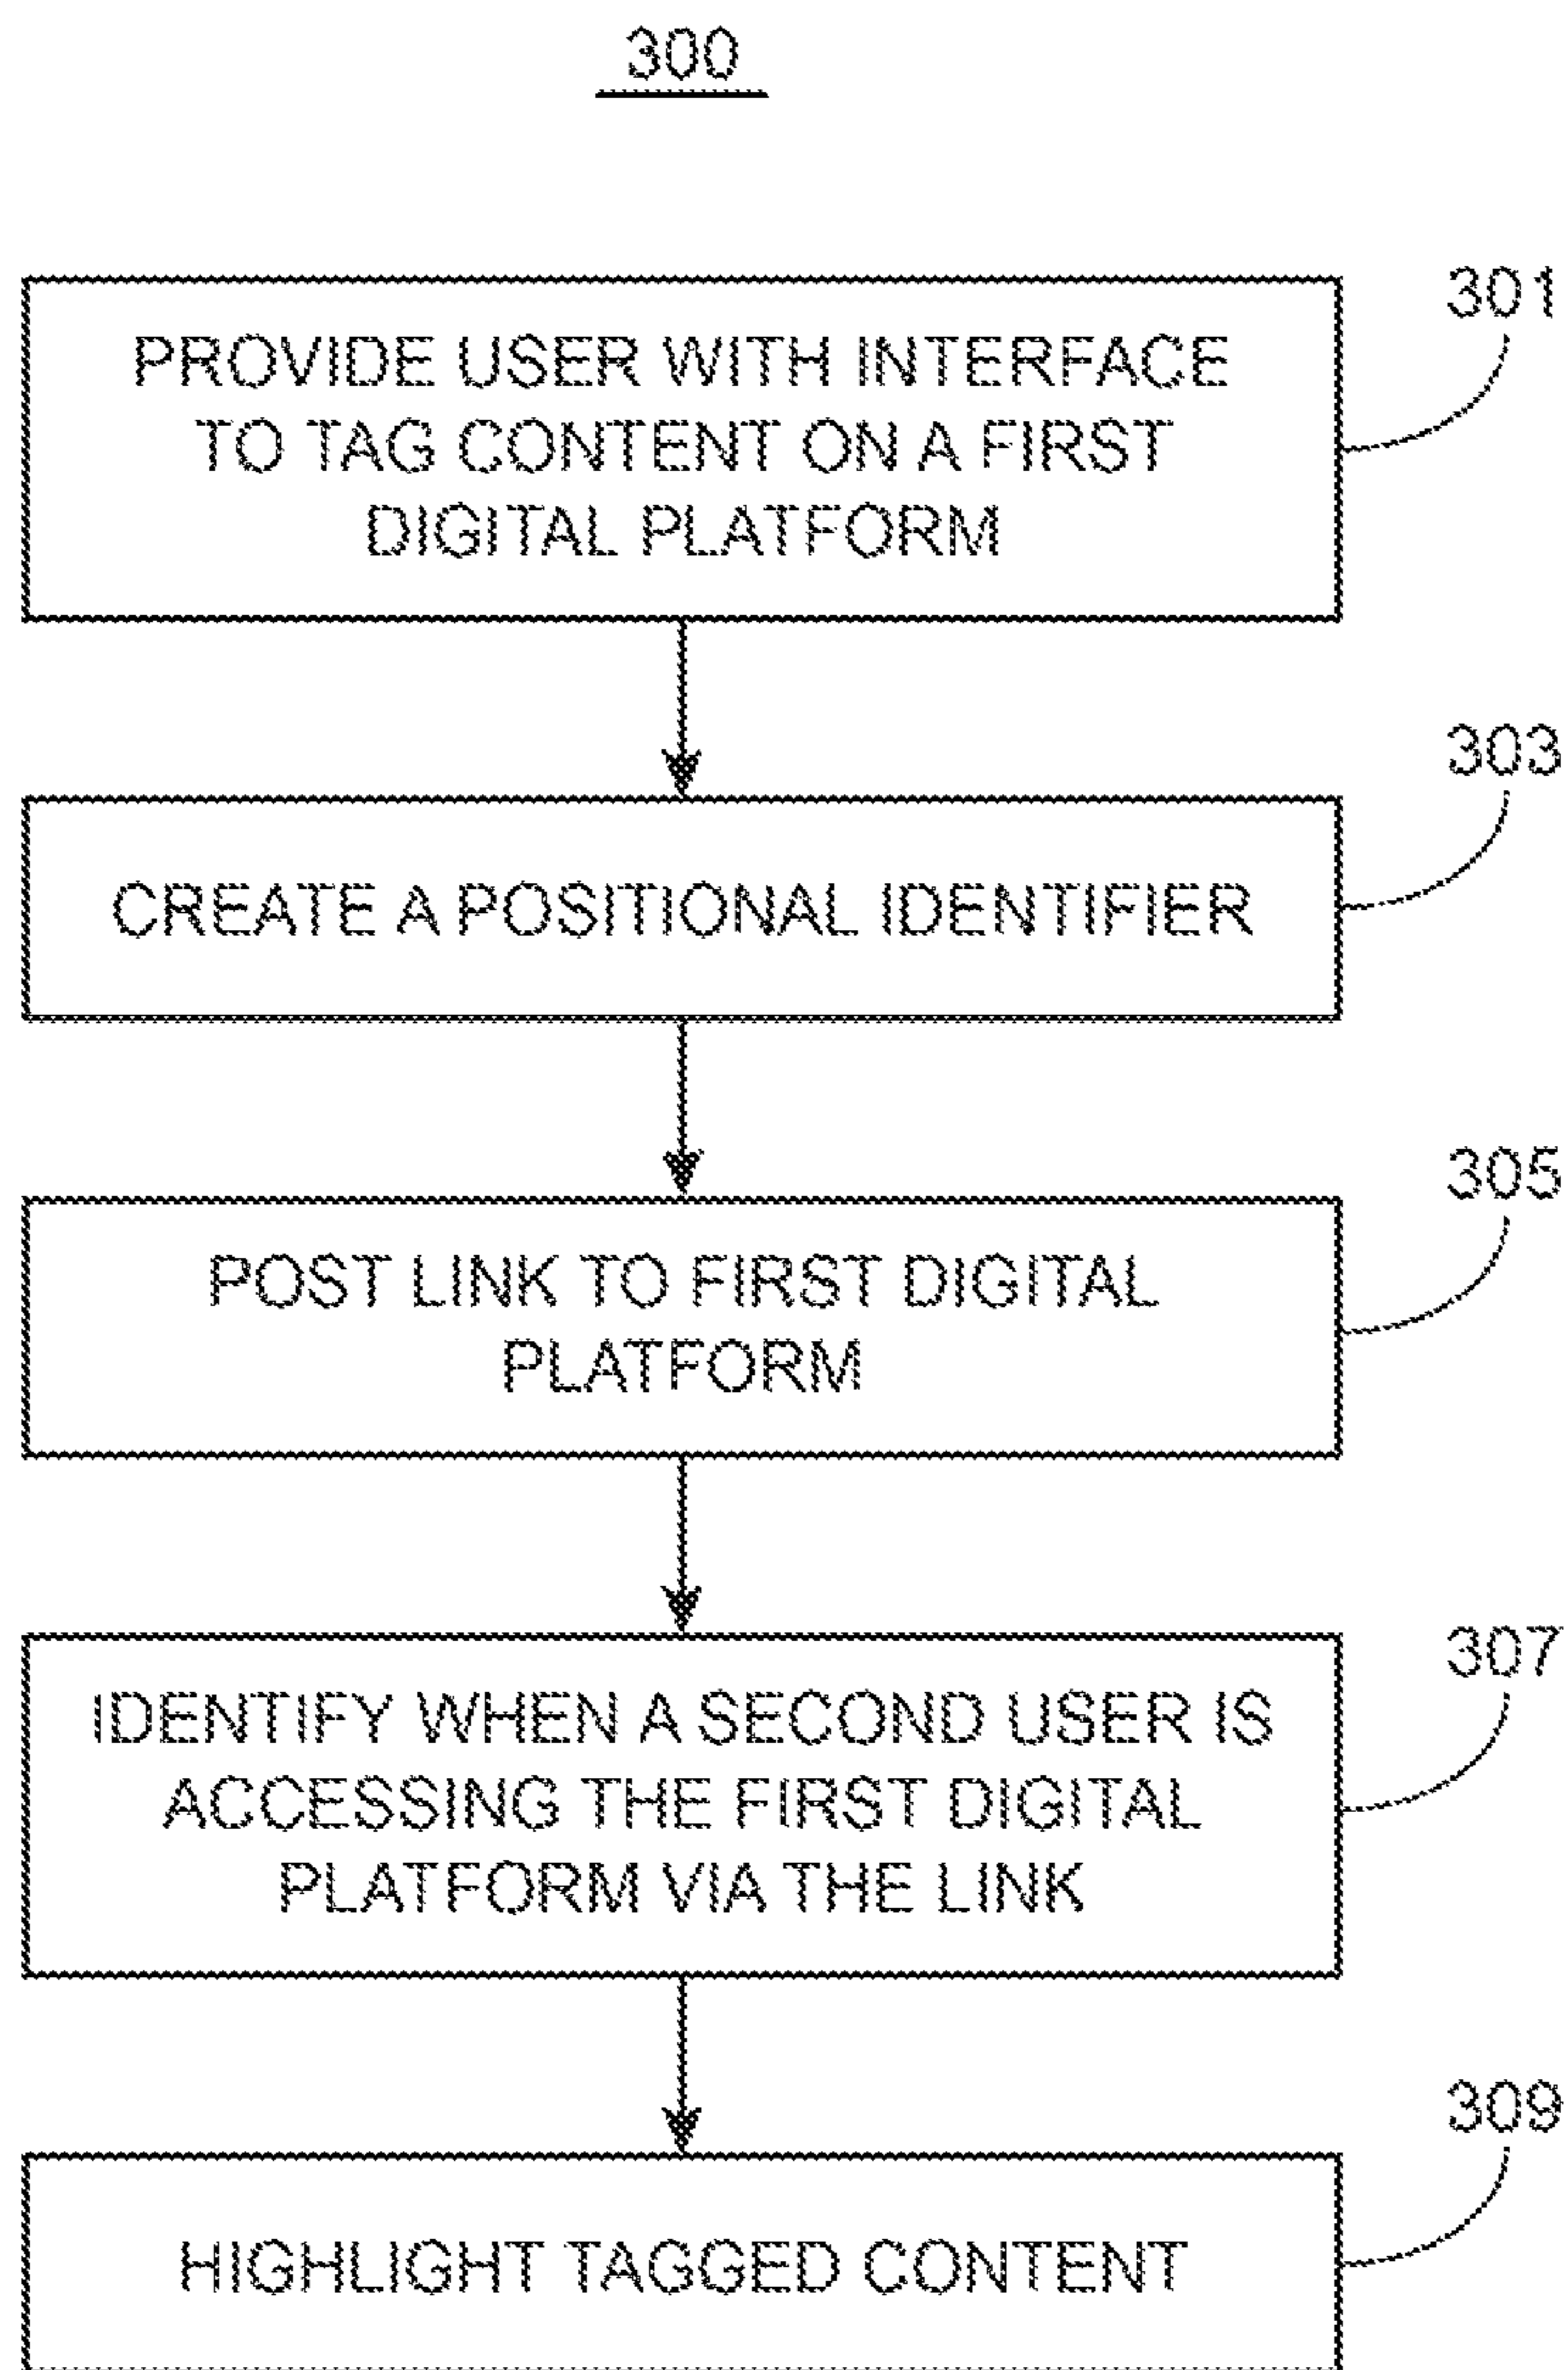 300
301
PROVIDE USER WITH INTERFACE
TO TAG CONTENT ON A FIRST
DIGITAL PLATFORM
303
CREATE A POSITIONAL IDENTIFIER
305
POST LINK TO FIRST DIGITAL
PLATFORM
307
IDENTIFY WHEN A SECOND USER IS
ACCESSING THE FIRST DIGITAL
PLATFORM VIA THE LINK
309
HIGHLIGHT TAGGED CONTENT